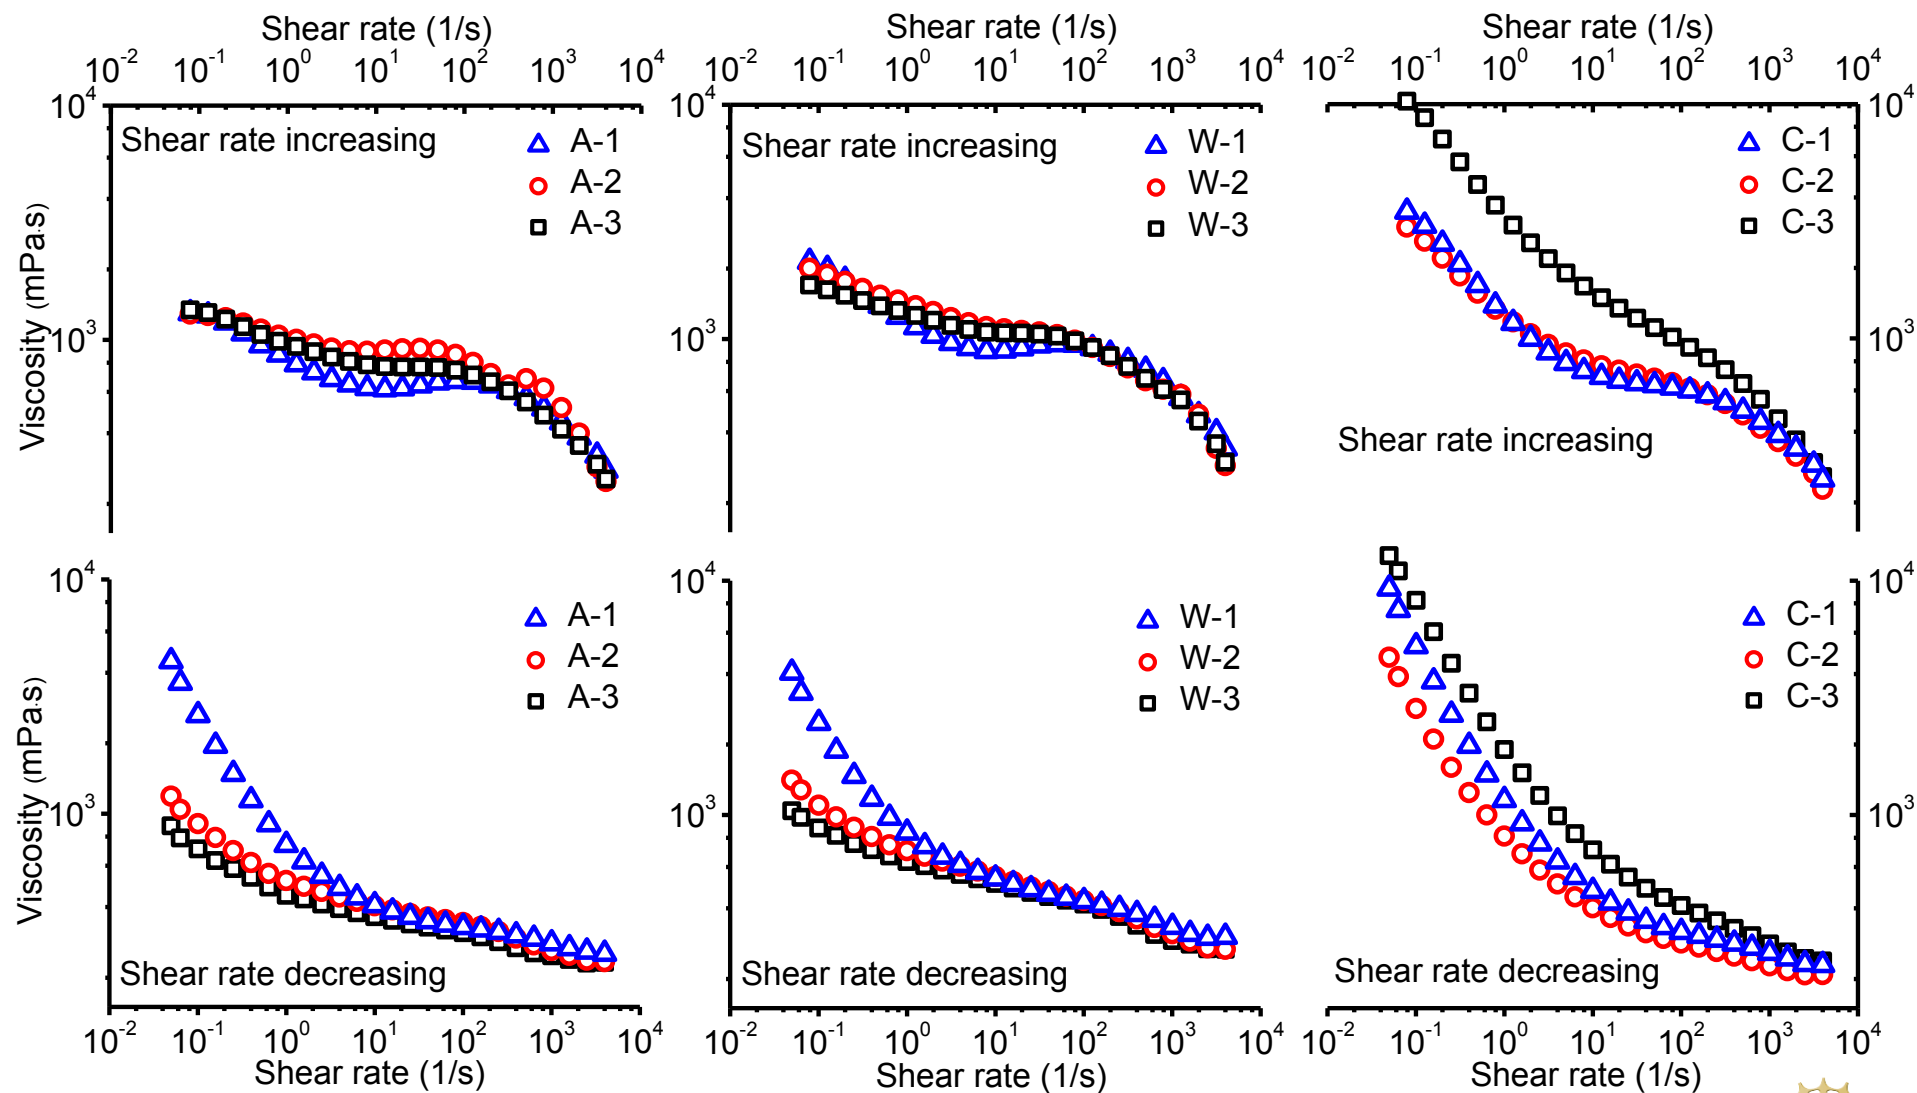 Shear rate (1/s)
Shear rate (1/s)
Shear rate (1/s)
10⁻² 10⁻¹ 10⁰ 10¹ 10² 10³ 10⁴
10⁻² 10⁻¹ 10⁰ 10¹ 10² 10³ 10⁴
10⁻² 10⁻¹ 10⁰ 10¹ 10² 10³ 10⁴
Viscosity (mPa.s)
10⁴
10³
Shear rate increasing
A-1
A-2
A-3
10⁴
10³
Shear rate increasing
W-1
W-2
W-3
C-1
C-2
C-3
Shear rate increasing
10⁴
10³
Viscosity (mPa.s)
10⁴
10³
A-1
A-2
A-3
Shear rate decreasing
10⁴
10³
W-1
W-2
W-3
Shear rate decreasing
C-1
C-2
C-3
Shear rate decreasing
10⁴
10³
10⁻² 10⁻¹ 10⁰ 10¹ 10² 10³ 10⁴
10⁻² 10⁻¹ 10⁰ 10¹ 10² 10³ 10⁴
10⁻² 10⁻¹ 10⁰ 10¹ 10² 10³ 10⁴
Shear rate (1/s)
Shear rate (1/s)
Shear rate (1/s)